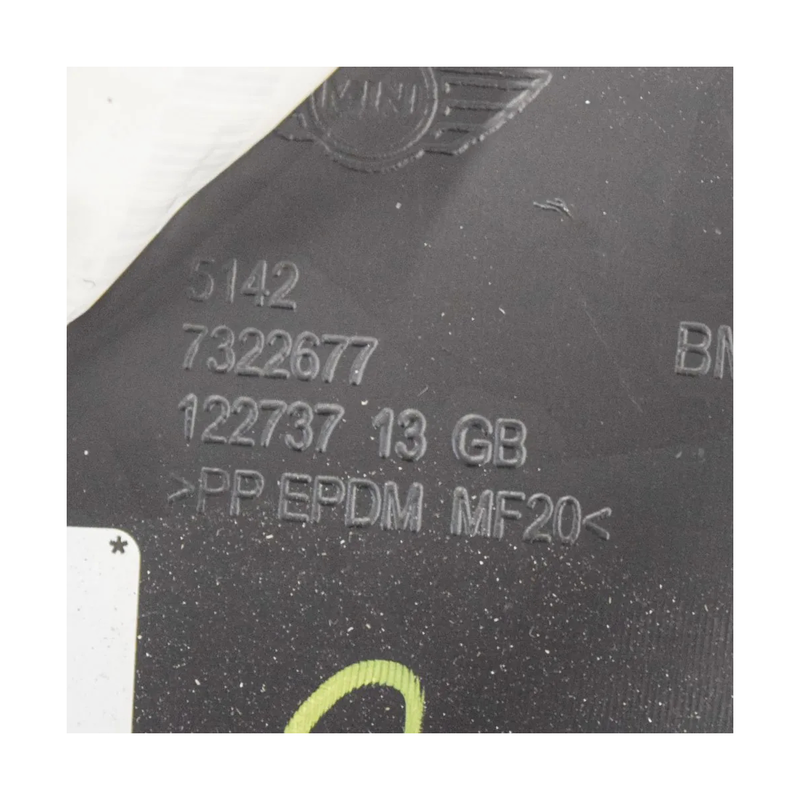 MINI
5142
7322677
BM
122737 13 GB
>PP EPDM MF20<
*